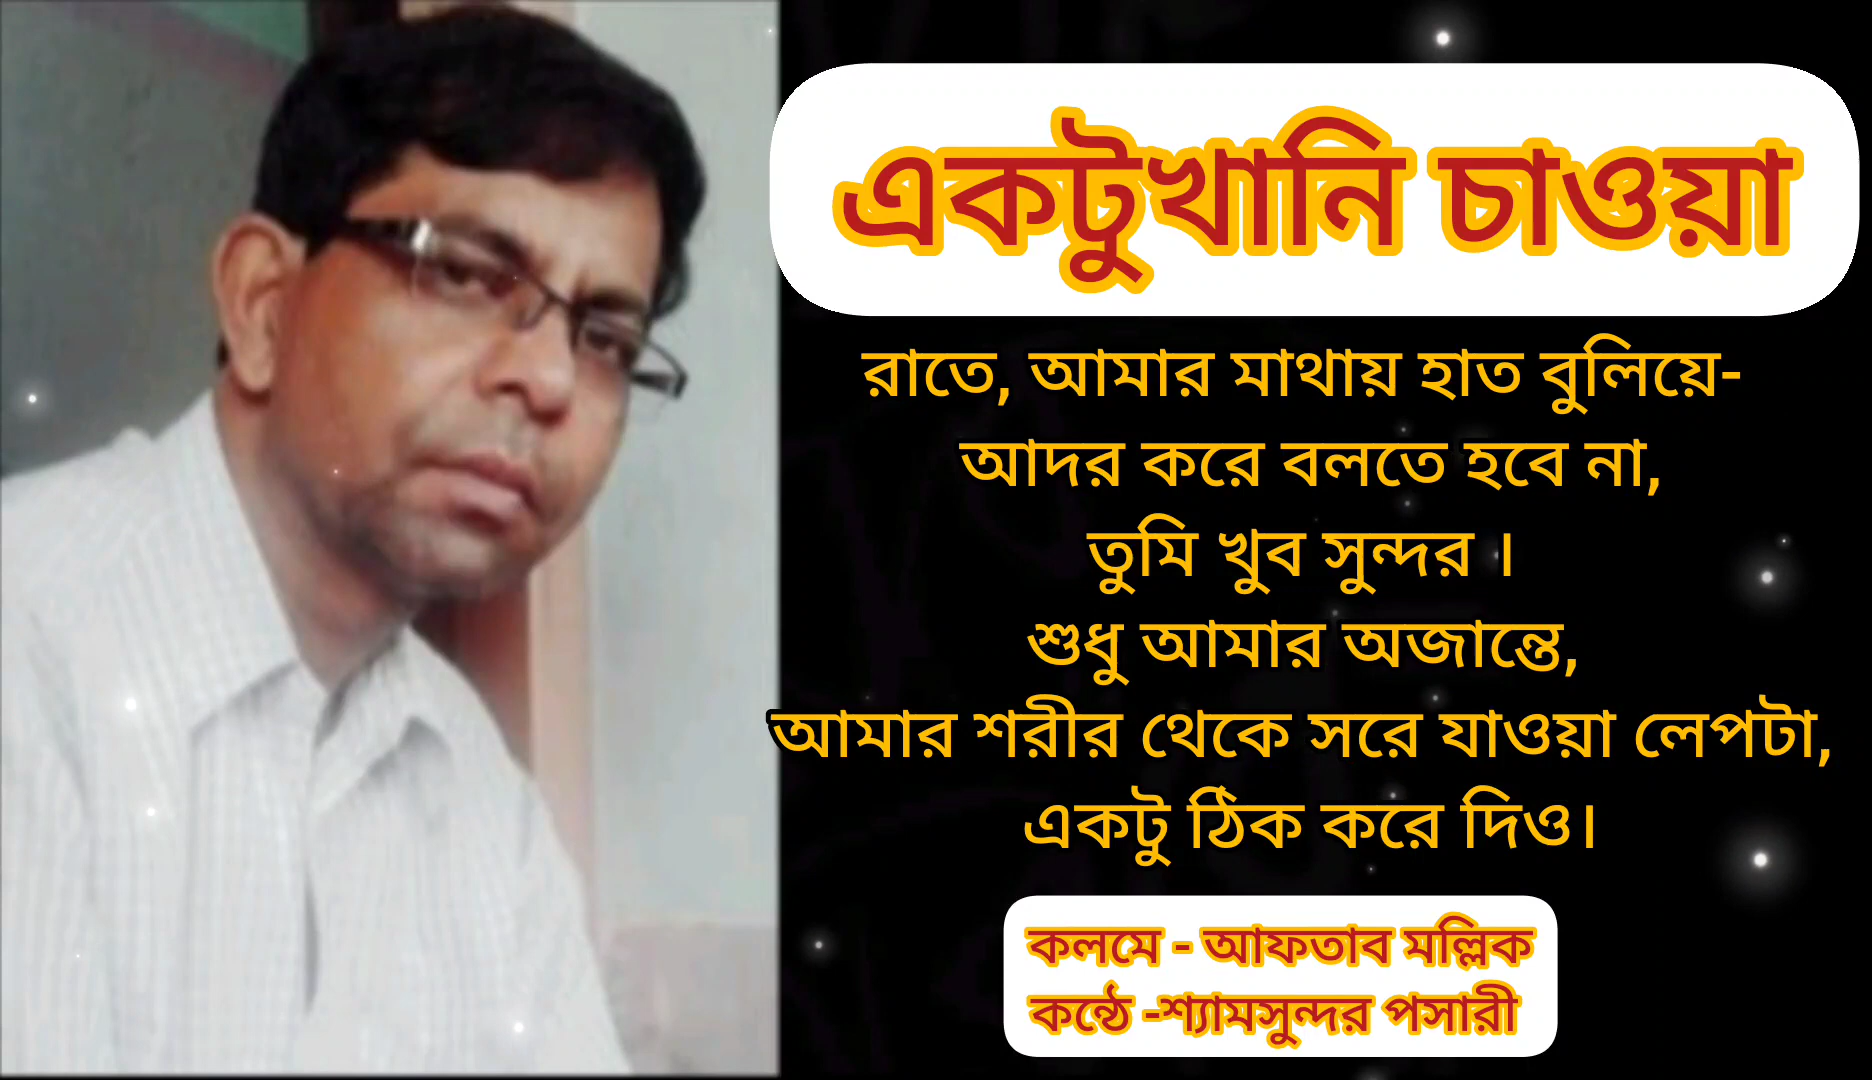 একটুখানি চাওয়া
রাতে, আমার মাথায় হাত বুলিয়ে-
আদর করে বলতে হবে না,
তুমি খুব সুন্দর ।
শুধু আমার অজান্তে,
আমার শরীর থেকে সরে যাওয়া লেপটা,
একটু ঠিক করে দিও।
কলমে - আফতাব মল্লিক
কন্ঠে -শ্যামসুন্দর পসারী